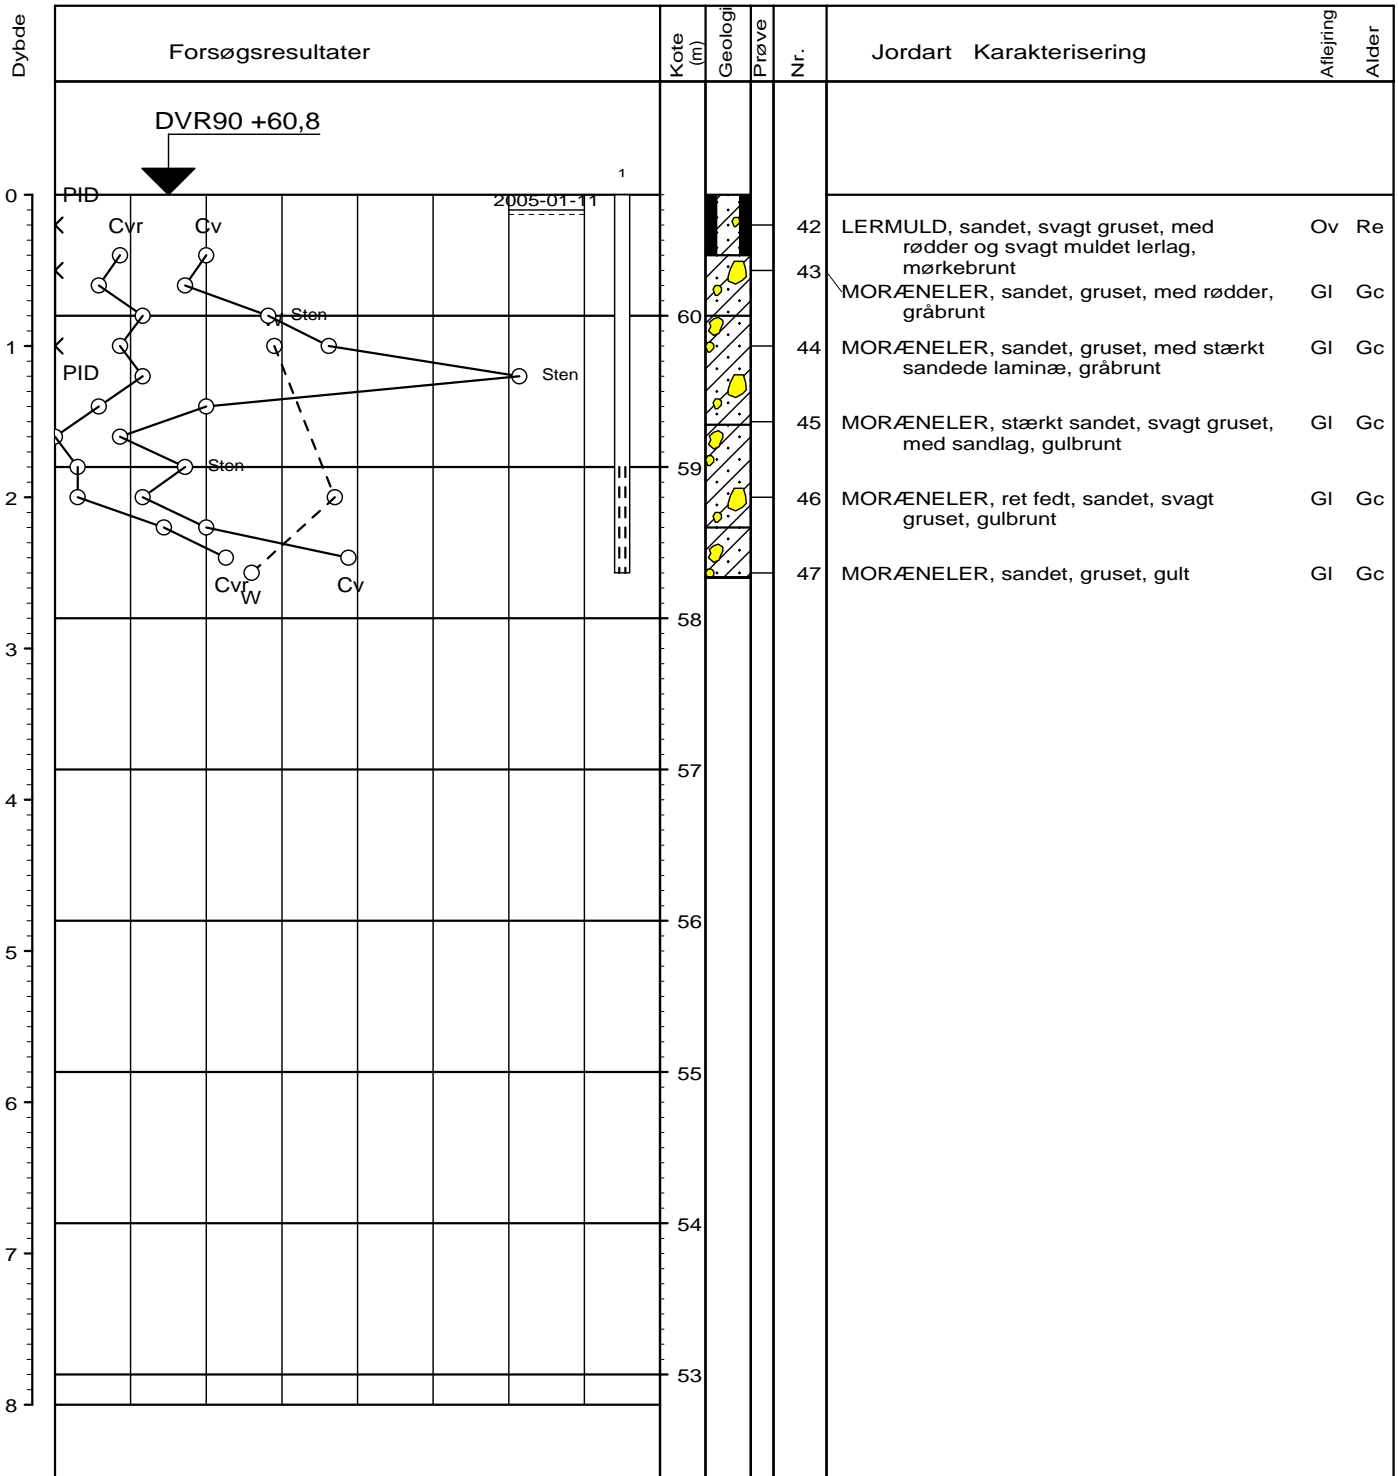 Dybde
Forsøgsresultater
Kote
(m)
Geologi
Prøve
Nr.
Jordart Karakterisering
Aflejring
Alder
DVR90 +60,8
1
0
PID
2005-01-11
Cvr
Cv
42
LERMULD, sandet, svagt gruset, med
rødder og svagt muldet lerlag,
mørkebrunt
Ov
Re
43
MORÆNELER, sandet, gruset, med rødder,
gråbrunt
Gl
Gc
Sten
60
W
1
44
MORÆNELER, sandet, gruset, med stærkt
sandede laminæ, gråbrunt
Gl
Gc
PID
Sten
45
MORÆNELER, stærkt sandet, svagt gruset,
med sandlag, gulbrunt
Gl
Gc
Sten
59
2
46
MORÆNELER, ret fedt, sandet, svagt
gruset, gulbrunt
Gl
Gc
47
MORÆNELER, sandet, gruset, gult
Gl
Gc
Cvr
W
Cv
58
3
57
4
56
5
55
6
54
7
53
8